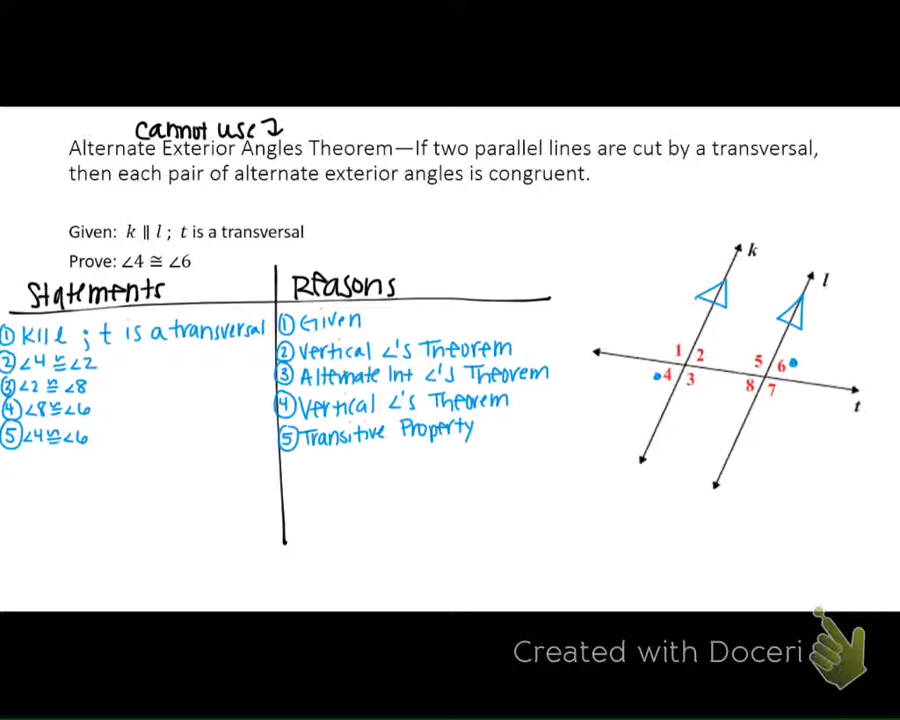 cannot use
Alternate Exterior Angles Theorem—If two parallel lines are cut by a transversal,
then each pair of alternate exterior angles is congruent.
Given: k ∥ l ; t is a transversal
Prove: ∠4 ≅ ∠6
Statements
Reasons
① k ∥ l ; t is a transversal
① Given
② ∠4 ≅ ∠2
② Vertical ∠'s Theorem
③ ∠2 ≅ ∠8
③ Alternate Int ∠'s Theorem
④ ∠8 ≅ ∠6
④ Vertical ∠'s Theorem
⑤ ∠4 ≅ ∠6
⑤ Transitive Property
k
l
1 2
5 6
4 3
8 7
t
Created with Doceri